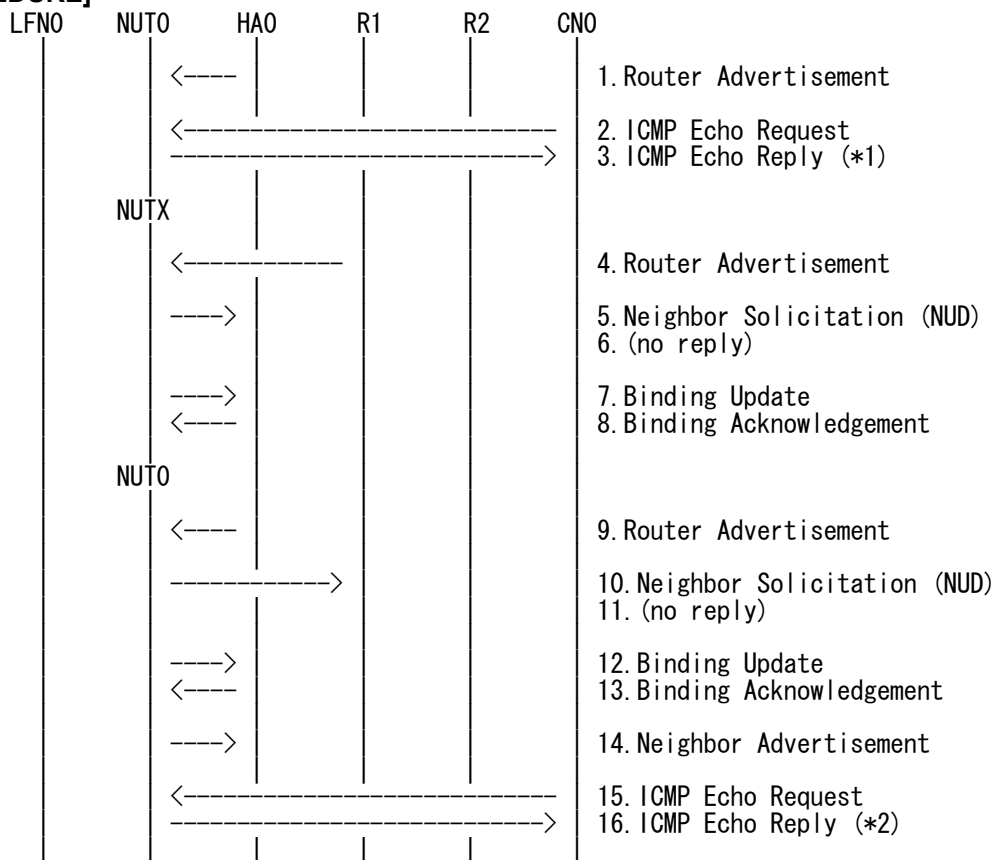 LFN0 NUT0 HA0 R1 R2 CN0
<---- 1.Router Advertisement
<---------------------------- 2.ICMP Echo Request
----------------------------> 3.ICMP Echo Reply (*1)
NUTX
<------------ 4.Router Advertisement
----> 5.Neighbor Solicitation (NUD)
6.(no reply)
----> 7.Binding Update
<---- 8.Binding Acknowledgement
NUT0
<---- 9.Router Advertisement
------------> 10.Neighbor Solicitation (NUD)
11.(no reply)
----> 12.Binding Update
<---- 13.Binding Acknowledgement
----> 14.Neighbor Advertisement
<---------------------------- 15.ICMP Echo Request
----------------------------> 16.ICMP Echo Reply (*2)